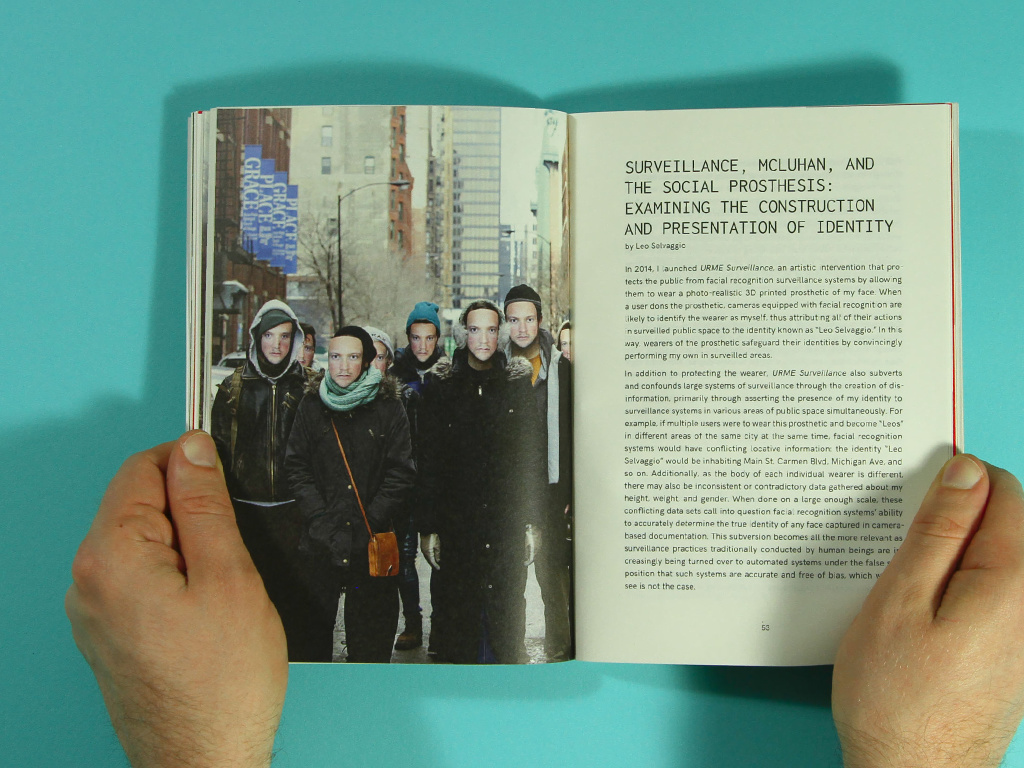 PLACE
GRACE
PLACE
GRACE
SURVEILLANCE, MCLUHAN, AND
THE SOCIAL PROSTHESIS:
EXAMINING THE CONSTRUCTION
AND PRESENTATION OF IDENTITY
by Leo Selvaggio
In 2014, I launched URME Surveillance, an artistic intervention that pro-
tects the public from facial recognition surveillance systems by allowing
them to wear a photo-realistic 3D printed prosthetic of my face. When
a user dons the prosthetic, cameras equipped with facial recognition are
likely to identify the wearer as myself, thus attributing all of their actions
in surveilled public space to the identity known as "Leo Selvaggio." In this
way, wearers of the prosthetic safeguard their identities by convincingly
performing my own in surveilled areas.
In addition to protecting the wearer, URME Surveillance also subverts
and confounds large systems of surveillance through the creation of dis-
information, primarily through asserting the presence of my identity to
surveillance systems in various areas of public space simultaneously. For
example, if multiple users were to wear this prosthetic and become "Leos"
in different areas of the same city at the same time, facial recognition
systems would have conflicting locative information: the identity "Leo
Selvaggio" would be inhabiting Main St, Carmen Blvd, Michigan Ave, and
so on. Additionally, as the body of each individual wearer is different,
there may also be inconsistent or contradictory data gathered about my
height, weight, and gender. When done on a large enough scale, these
conflicting data sets call into question facial recognition systems' ability
to accurately determine the true identity of any face captured in camera-
based documentation. This subversion becomes all the more relevant as
surveillance practices traditionally conducted by human beings are in
creasingly being turned over to automated systems under the false
position that such systems are accurate and free of bias, which
see is not the case.
53